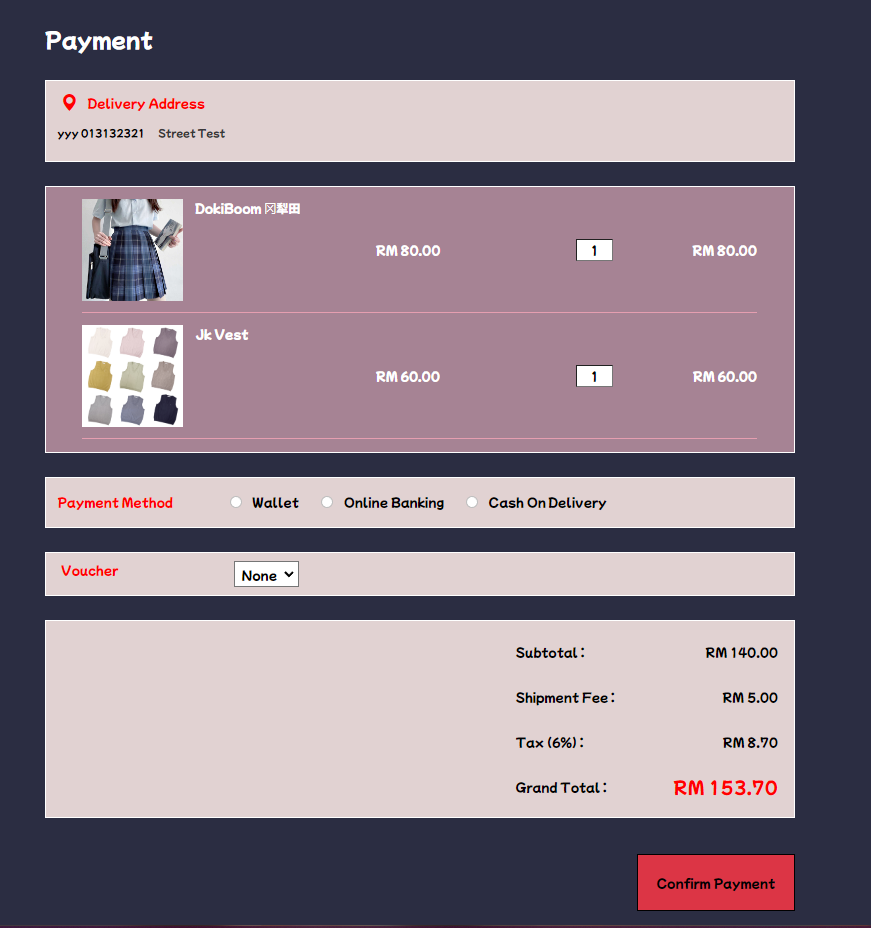 Payment
Delivery Address
yyy 013132321 Street Test
DokiBoom 冈犁田
RM 80.00 1 RM 80.00
Jk Vest
RM 60.00 1 RM 60.00
Payment Method Wallet Online Banking Cash On Delivery
Voucher None
Subtotal : RM 140.00
Shipment Fee : RM 5.00
Tax (6%) : RM 8.70
Grand Total : RM 153.70
Confirm Payment